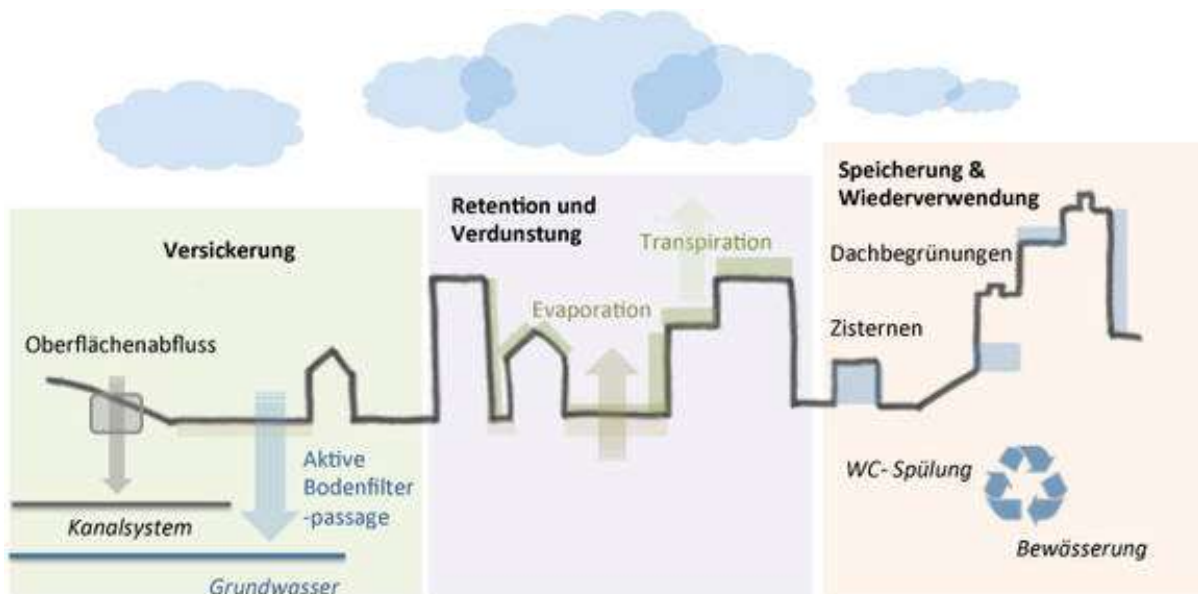 Versickerung
Oberflächenabfluss
Aktive
Bodenfilter
-passage
Kanalsystem
Grundwasser
Retention und
Verdunstung
Transpiration
Evaporation
Speicherung &
Wiederverwendung
Dachbegrünungen
Zisternen
WC- Spülung
Bewässerung